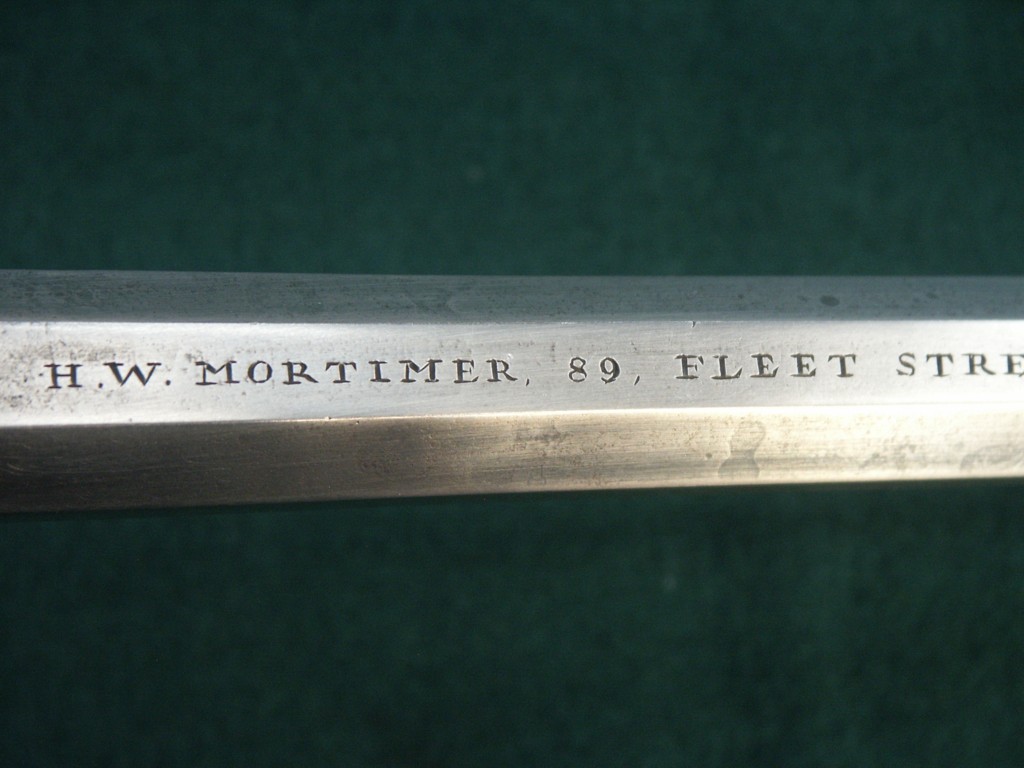 H.W. MORTIMER, 89, FLEET STRE